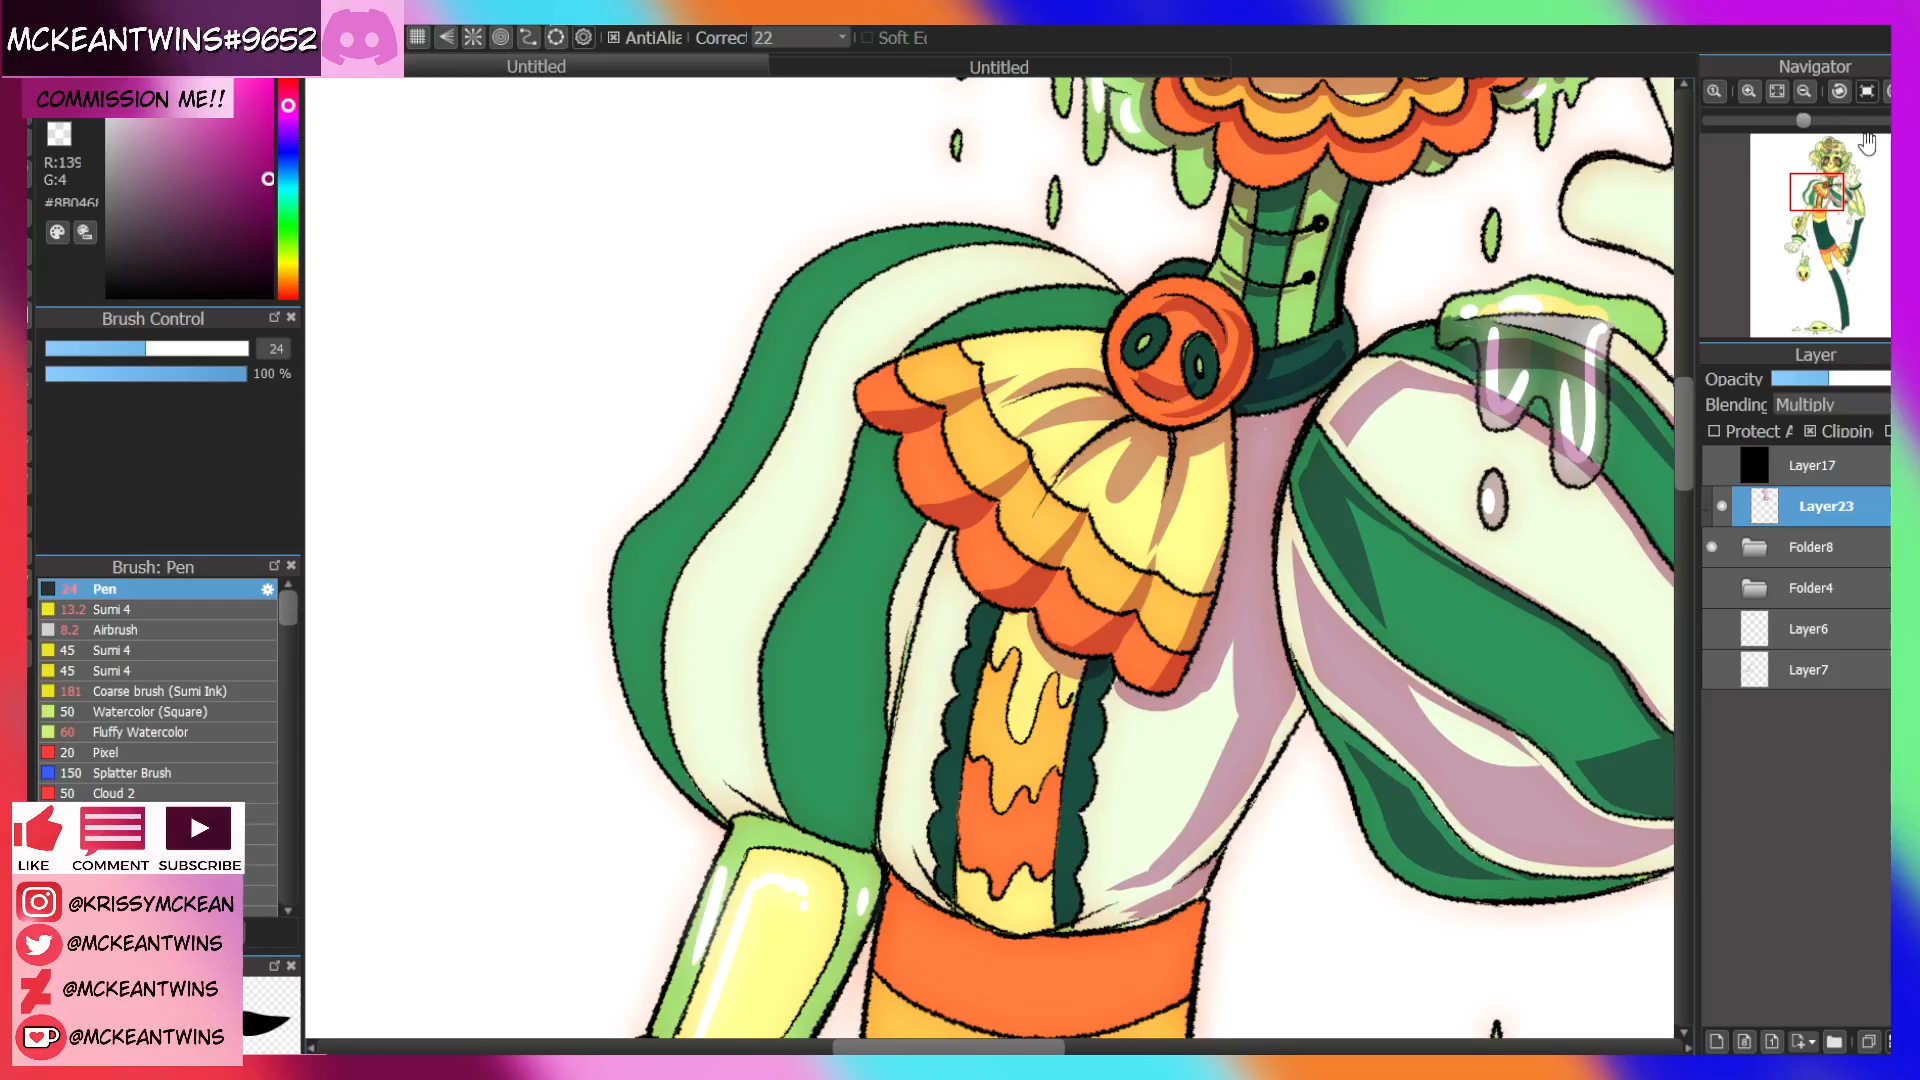 MCKEANTWINS#9652
COMMISSION ME!!
AntiAlia
Correct 22
Soft Ed
Untitled
Untitled
R:139
G:4
Brush Control
24
100 %
Brush: Pen
24 Pen
13.2 Sumi 4
8.2 Airbrush
45 Sumi 4
45 Sumi 4
181 Coarse brush (Sumi Ink)
50 Watercolor (Square)
60 Fluffy Watercolor
20 Pixel
150 Splatter Brush
50 Cloud 2
LIKE COMMENT SUBSCRIBE
@KRISSYMCKEAN
@MCKEANTWINS
@MCKEANTWINS
@MCKEANTWINS
Navigator
Layer
Opacity
Blending Multiply
Protect A Clippin
Layer17
Layer23
Folder8
Folder4
Layer6
Layer7